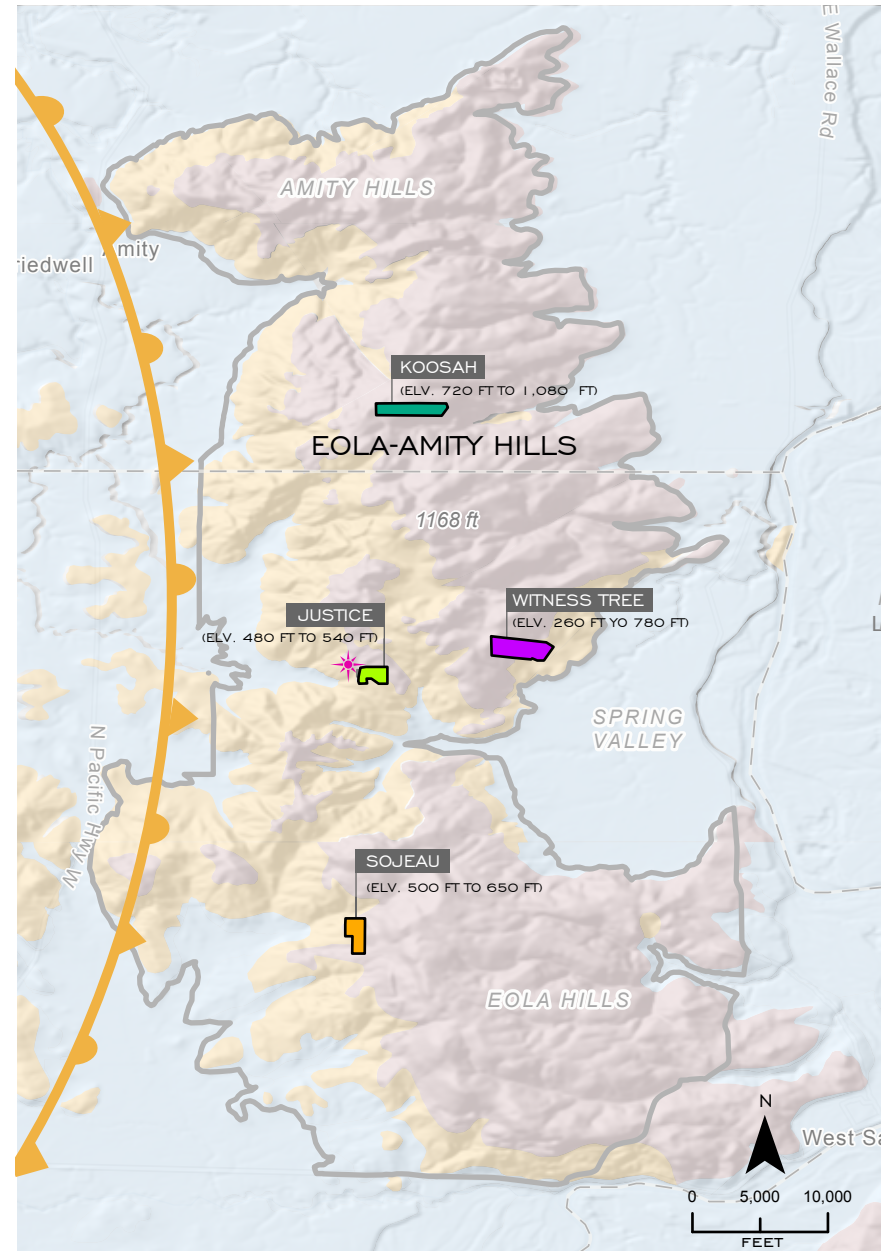 E Wallace Rd
AMITY HILLS
Amity
riedwell
KOOSAH
(ELV. 720 FT TO 1,080 FT)
EOLA-AMITY HILLS
1168 ft
WITNESS TREE
(ELV. 260 FT YO 780 FT)
JUSTICE
(ELV. 480 FT TO 540 FT)
SPRING
VALLEY
N Pacific Hwy W
SOJEAU
(ELV. 500 FT TO 650 FT)
EOLA HILLS
N
West Sa
0 5,000 10,000
FEET